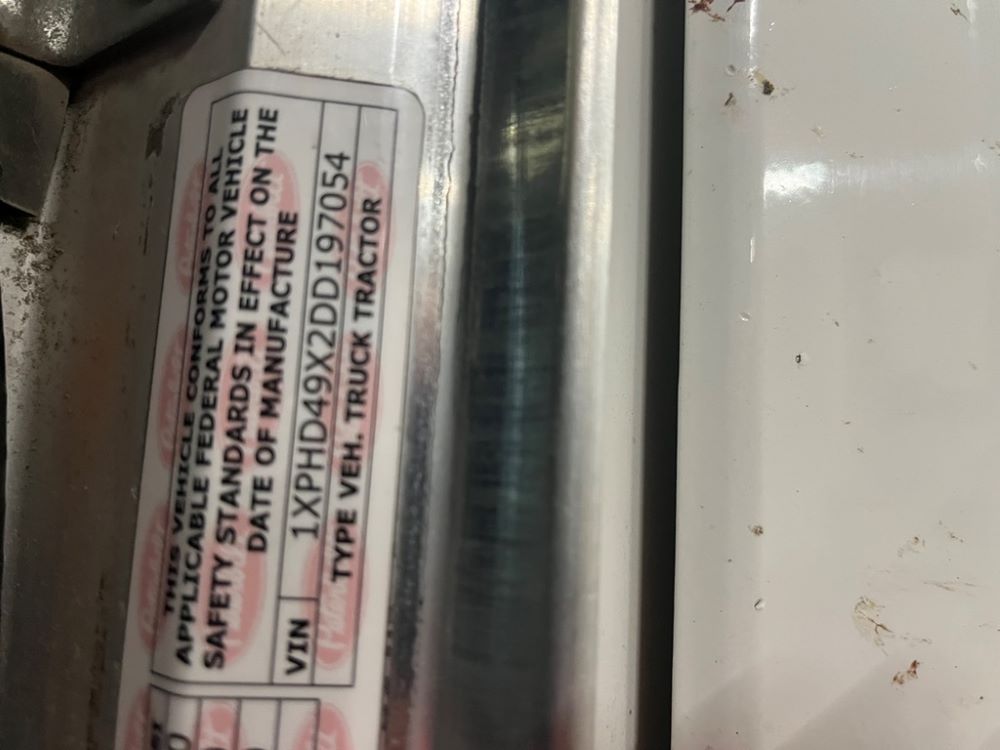 THIS VEHICLE CONFORMS TO ALL
APPLICABLE FEDERAL MOTOR VEHICLE
SAFETY STANDARDS IN EFFECT ON THE
DATE OF MANUFACTURE
VIN 1XPHD49X2DD197054
TYPE VEH. TRUCK TRACTOR